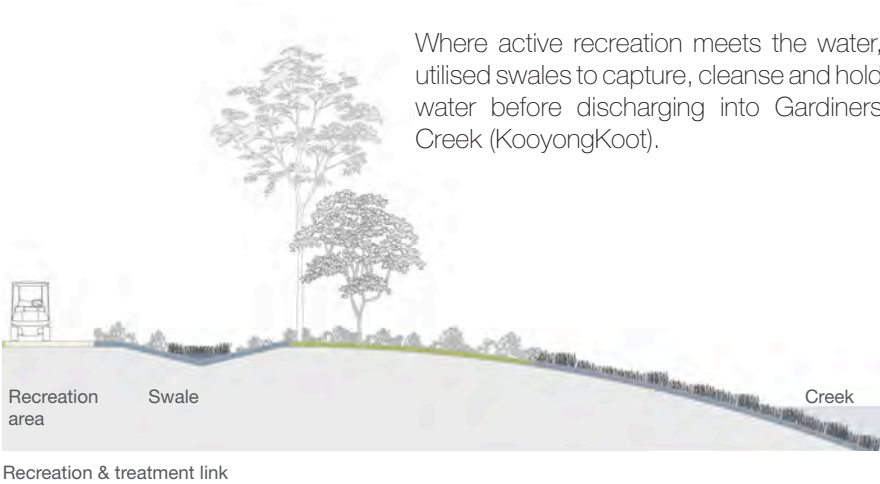 Where active recreation meets the water,
utilised swales to capture, cleanse and hold
water before discharging into Gardiners
Creek (KooyongKoot).
Recreation
area
Swale
Creek
Recreation & treatment link